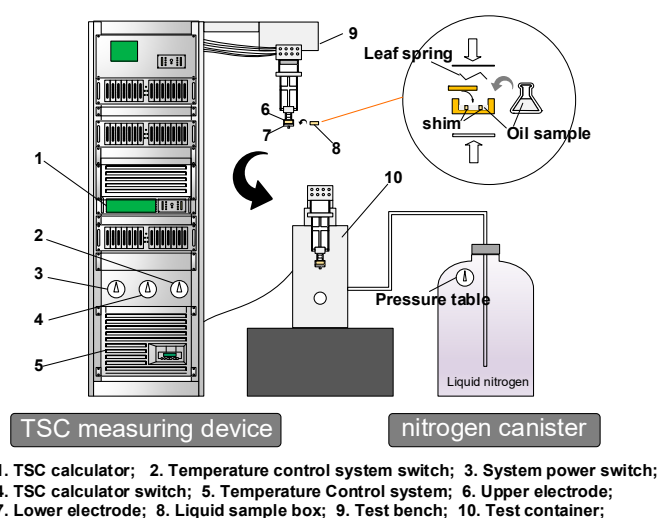 9
Leaf spring
6
7
shim
Oil sample
8
1
10
2
3
Pressure table
4
5
Liquid nitrogen
TSC measuring device
nitrogen canister
1. TSC calculator; 2. Temperature control system switch; 3. System power switch;
4. TSC calculator switch; 5. Temperature Control system; 6. Upper electrode;
7. Lower electrode; 8. Liquid sample box; 9. Test bench; 10. Test container;